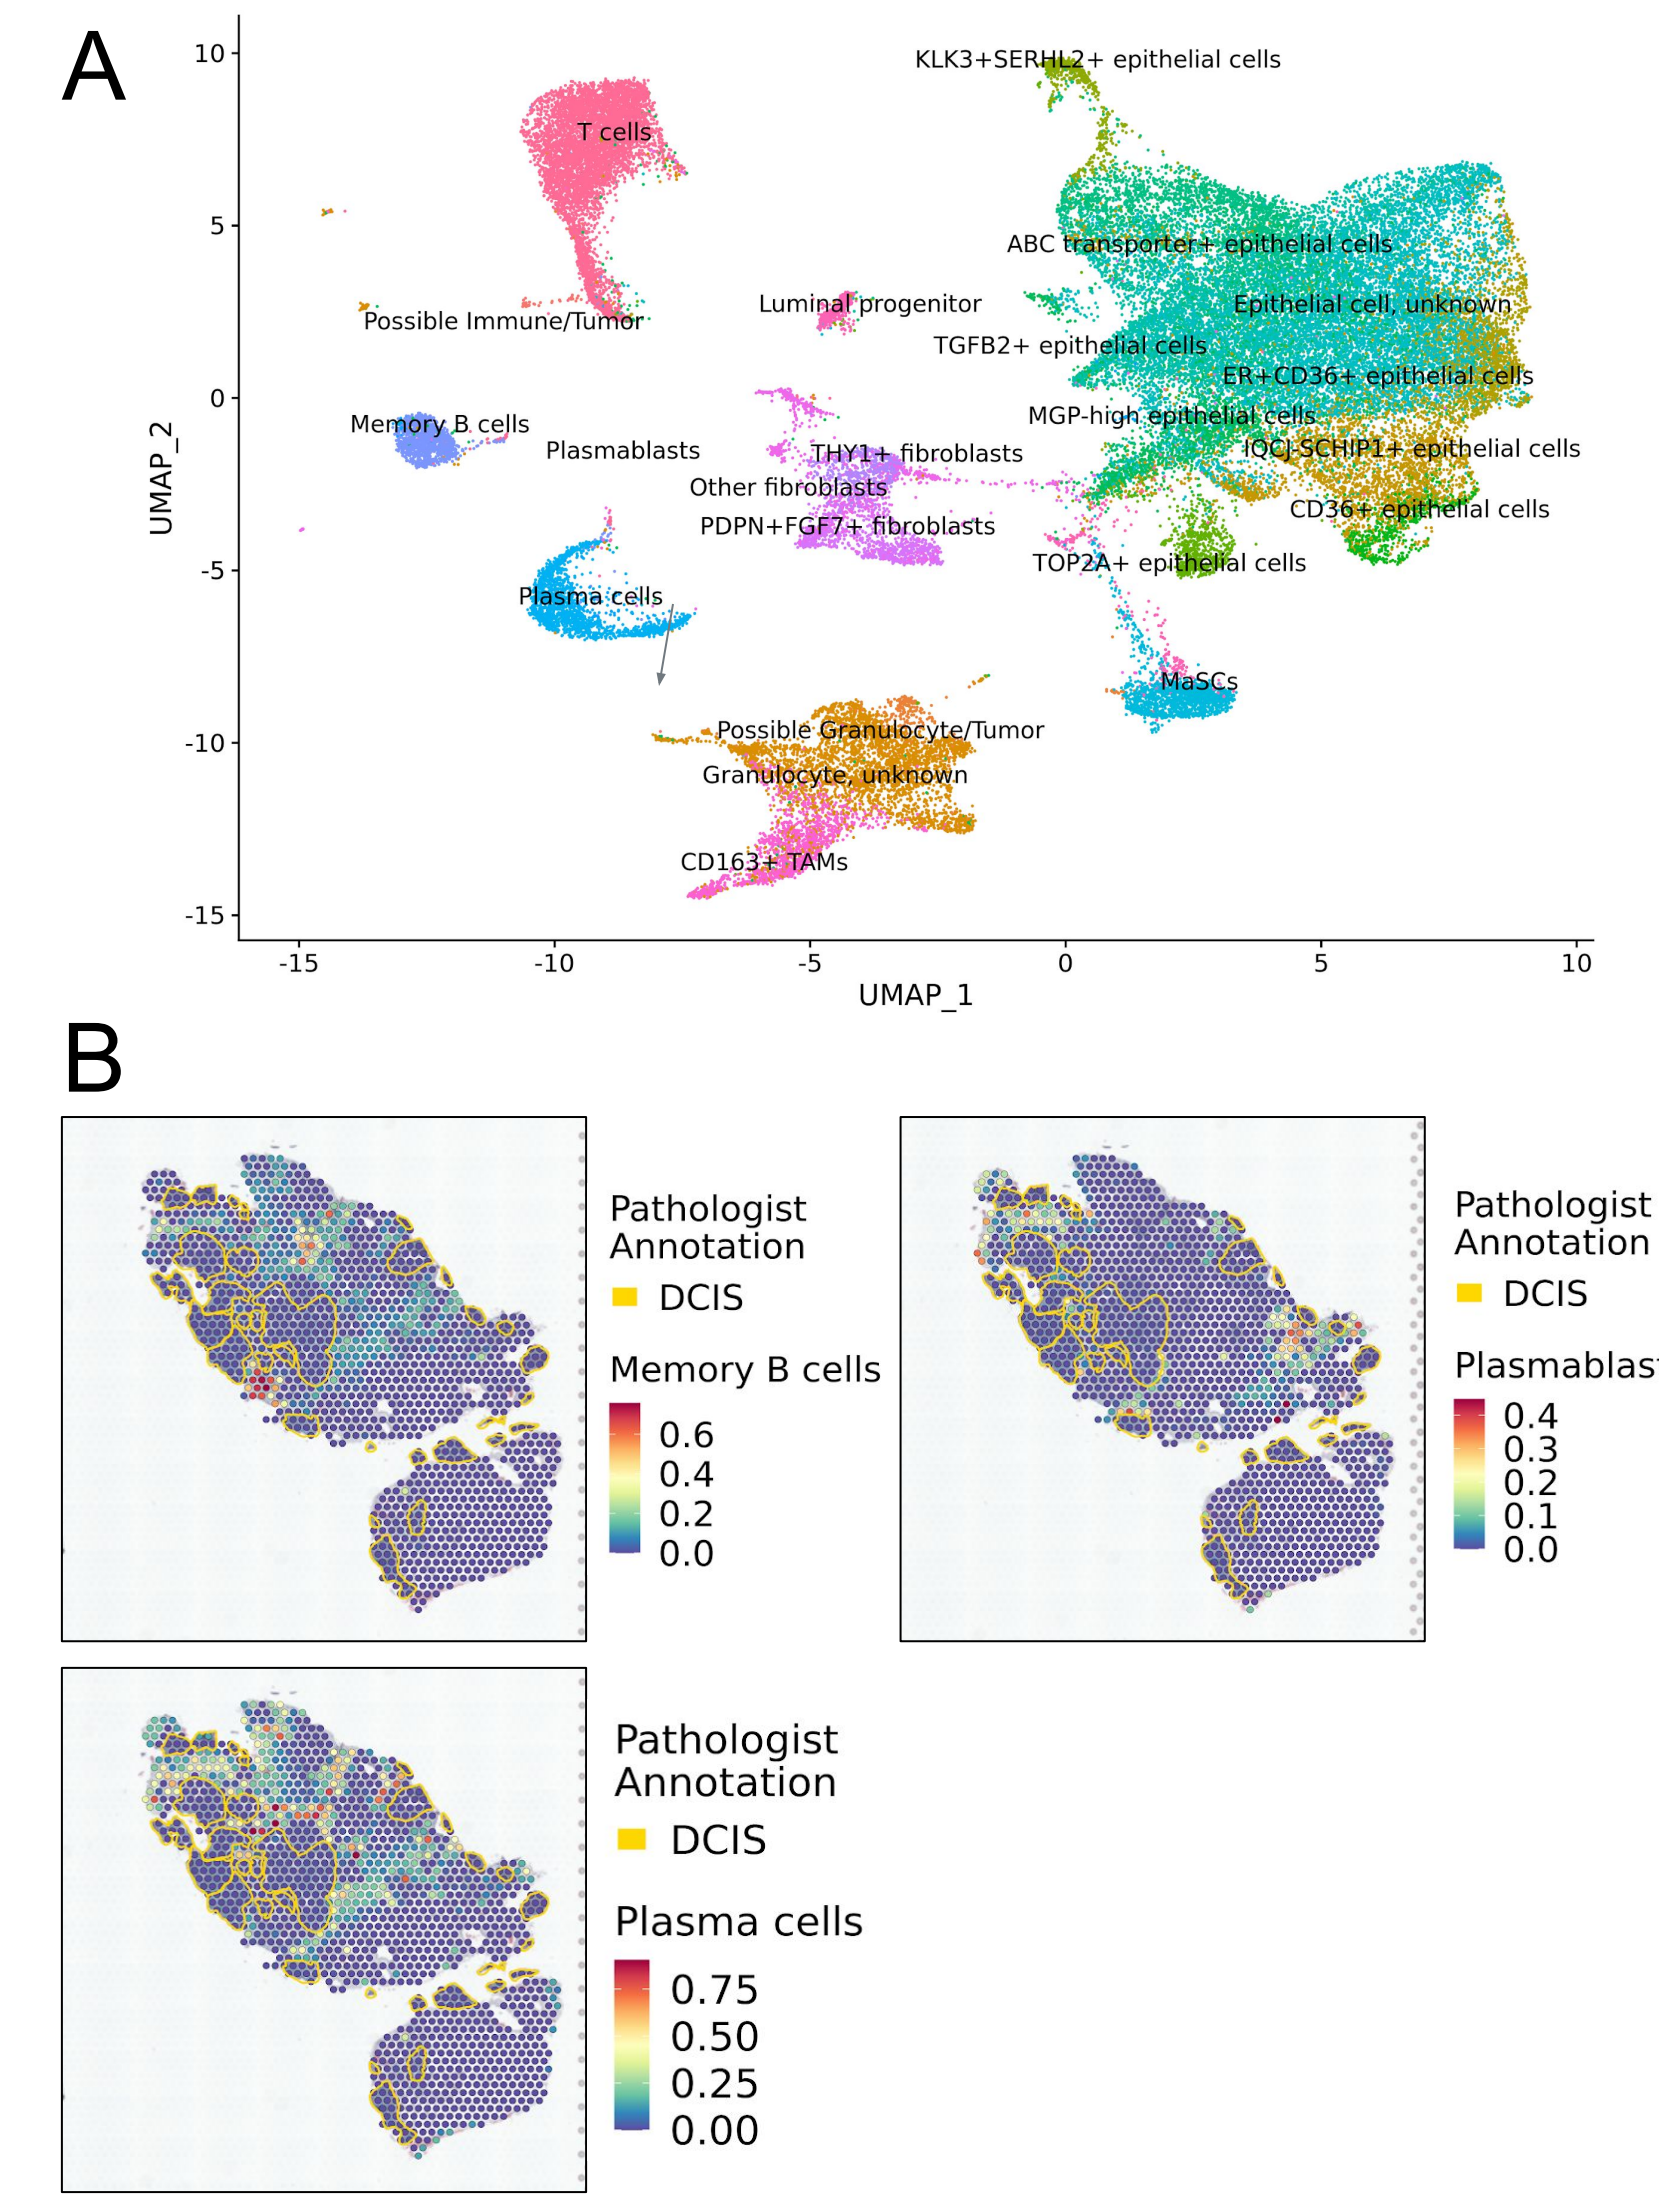 A
10
5
0
-5
-10
-15
UMAP_2
KLK3+SERHL2+ epithelial cells
T cells
ABC transporter+ epithelial cells
Luminal progenitor
Epithelial cell, unknown
Possible Immune/Tumor
TGFB2+ epithelial cells
ER+CD36+ epithelial cells
MGP-high epithelial cells
Memory B cells
Plasmablasts
THY1+ fibroblasts
IQCJ-SCHIP1+ epithelial cells
Other fibroblasts
CD36+ epithelial cells
PDPN+FGF7+ fibroblasts
TOP2A+ epithelial cells
Plasma cells
MaSCs
Possible Granulocyte/Tumor
Granulocyte, unknown
CD163+ TAMs
-15
-10
-5
0
5
10
UMAP_1
B
Pathologist
Annotation
DCIS
Memory B cells
0.6
0.4
0.2
0.0
Pathologist
Annotation
DCIS
Plasmablas
0.4
0.3
0.2
0.1
0.0
Pathologist
Annotation
DCIS
Plasma cells
0.75
0.50
0.25
0.00